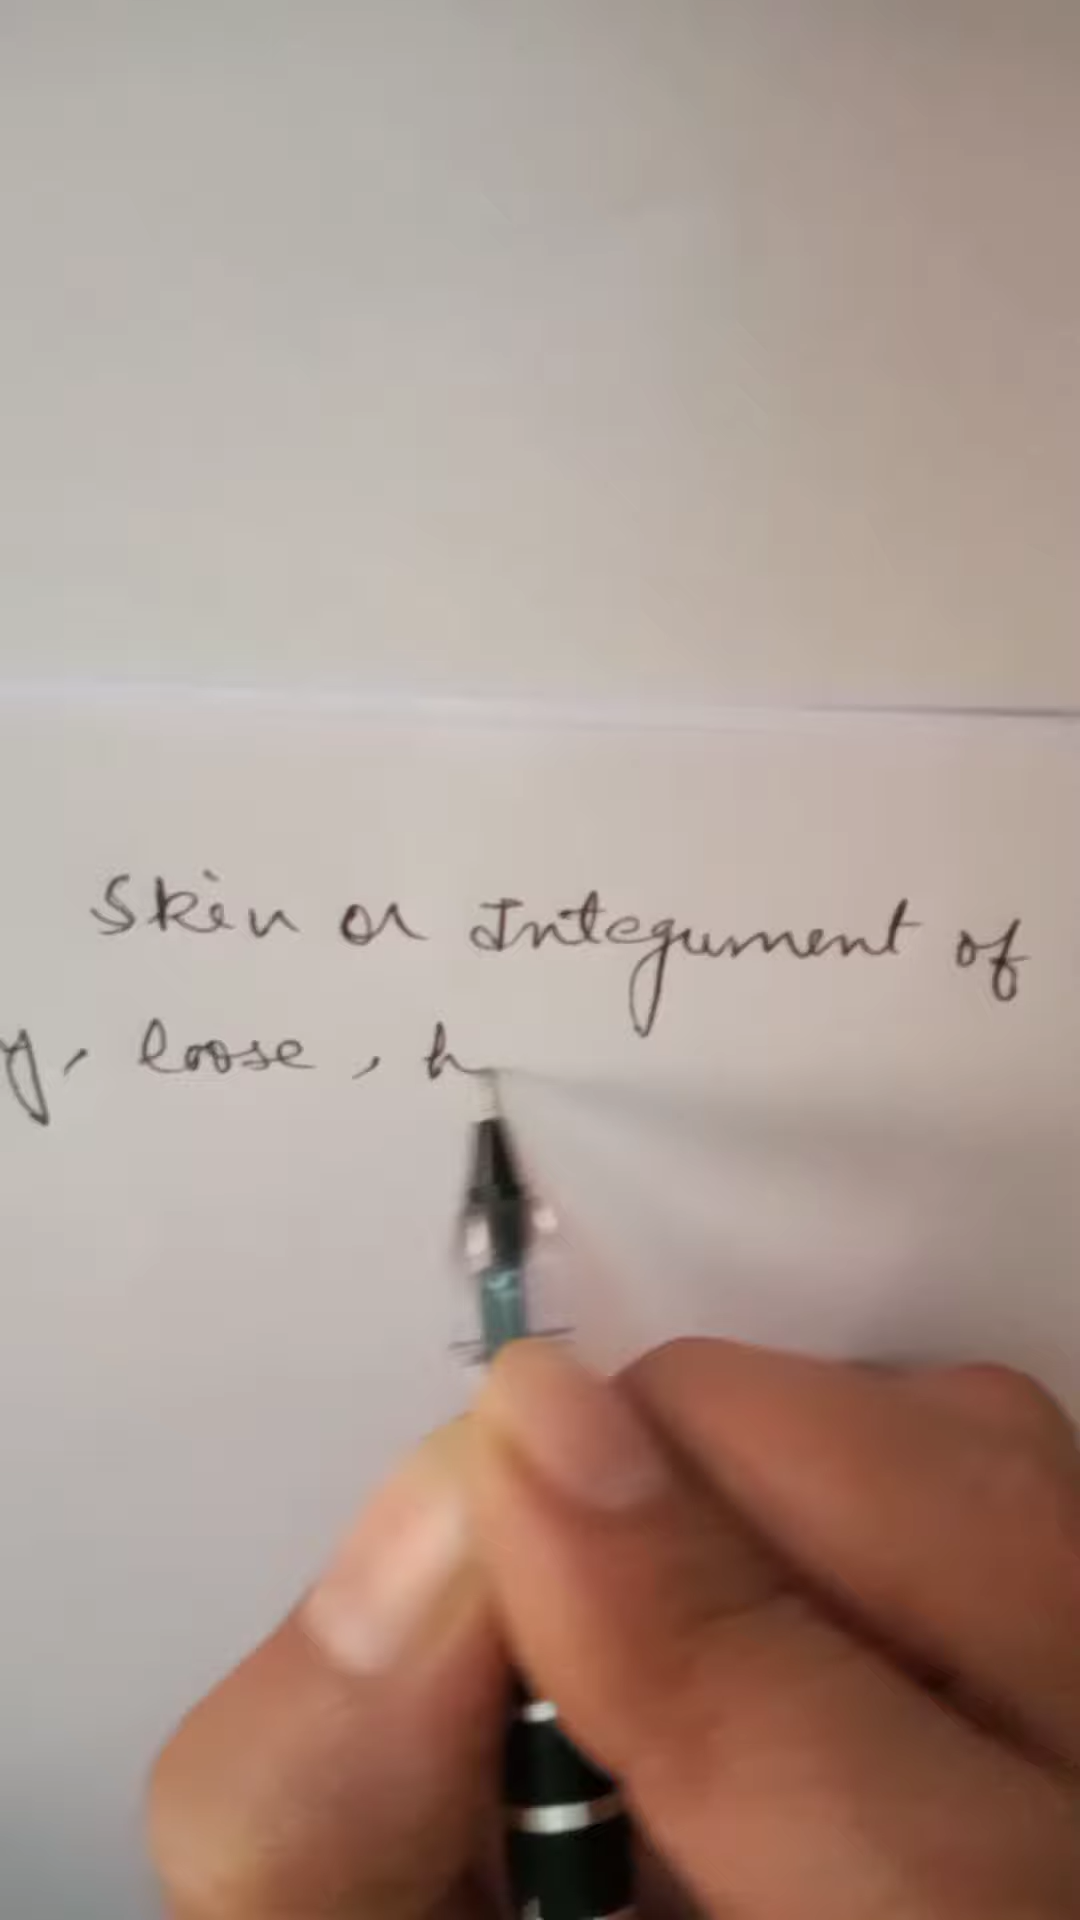 Skin or Integument of
y, loose, h